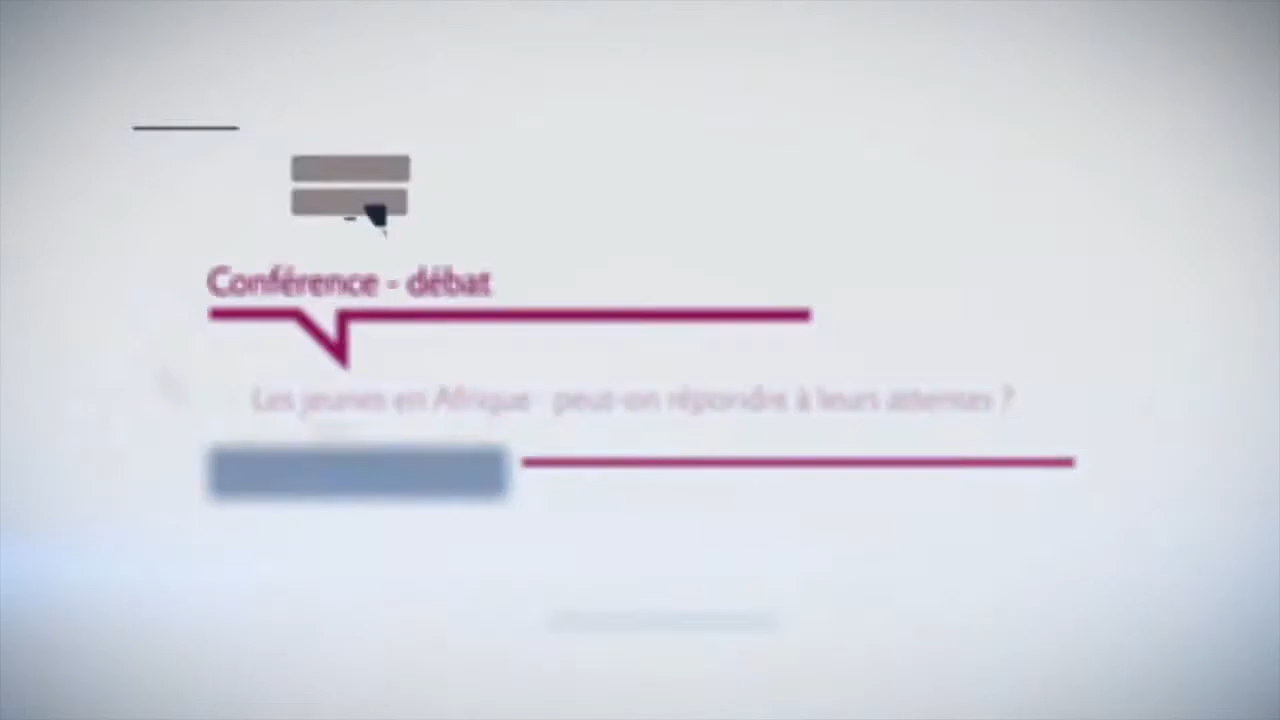 Conférence - débat
Les jeunes en Afrique : peut-on répondre à leurs attentes ?